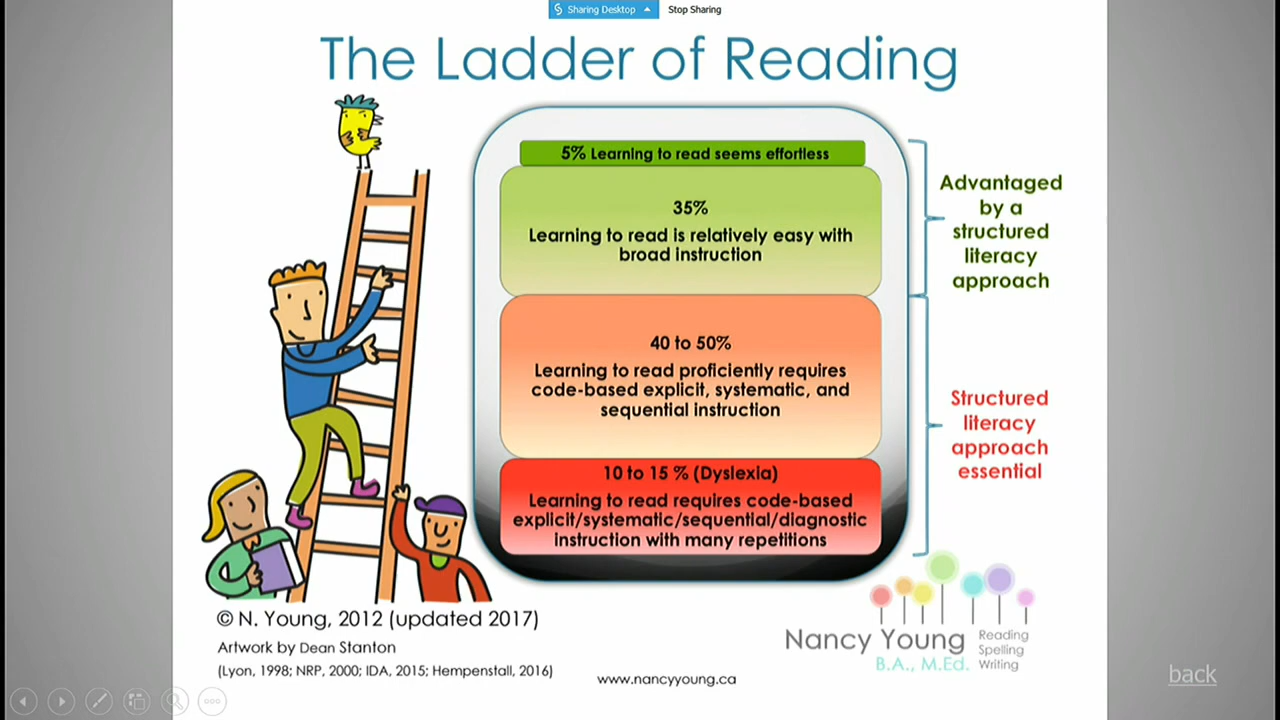 Sharing Desktop Stop Sharing
The Ladder of Reading
5% Learning to read seems effortless
35%
Learning to read is relatively easy with
broad instruction
Advantaged
by a
structured
literacy
approach
40 to 50%
Learning to read proficiently requires
code-based explicit, systematic, and
sequential instruction
10 to 15 % (Dyslexia)
Learning to read requires code-based
explicit/systematic/sequential/diagnostic
instruction with many repetitions
Structured
literacy
approach
essential
© N. Young, 2012 (updated 2017)
Artwork by Dean Stanton
(Lyon, 1998; NRP, 2000; IDA, 2015; Hempenstall, 2016)
www.nancyyoung.ca
Nancy Young
B.A., M.Ed.
Reading
Spelling
Writing
back